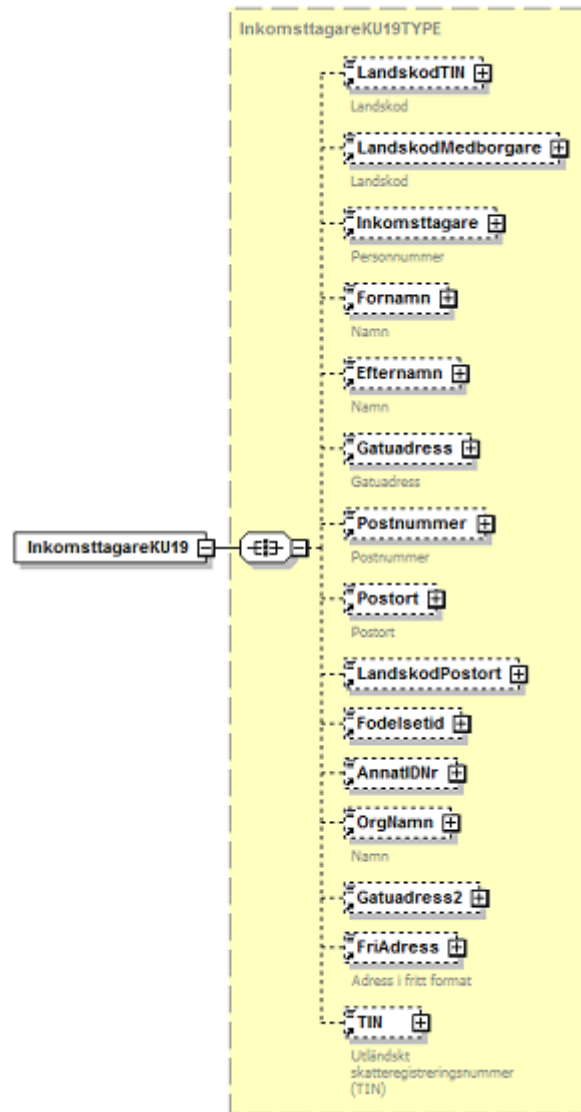 InkomsttagareKU19TYPE
LandskodTIN
Landskod
LandskodMedborgare
Landskod
Inkomsttagare
Personnummer
Fornamn
Namn
Efternamn
Namn
Gatuadress
Gatuadress
InkomsttagareKU19
Postnummer
Postnummer
Postort
Postort
LandskodPostort
Fodelsetid
AnnatIDNr
OrgNamn
Namn
Gatuadress2
FriAdress
Adress i fritt format
TIN
Utländskt
skatteregistreringsnummer
(TIN)